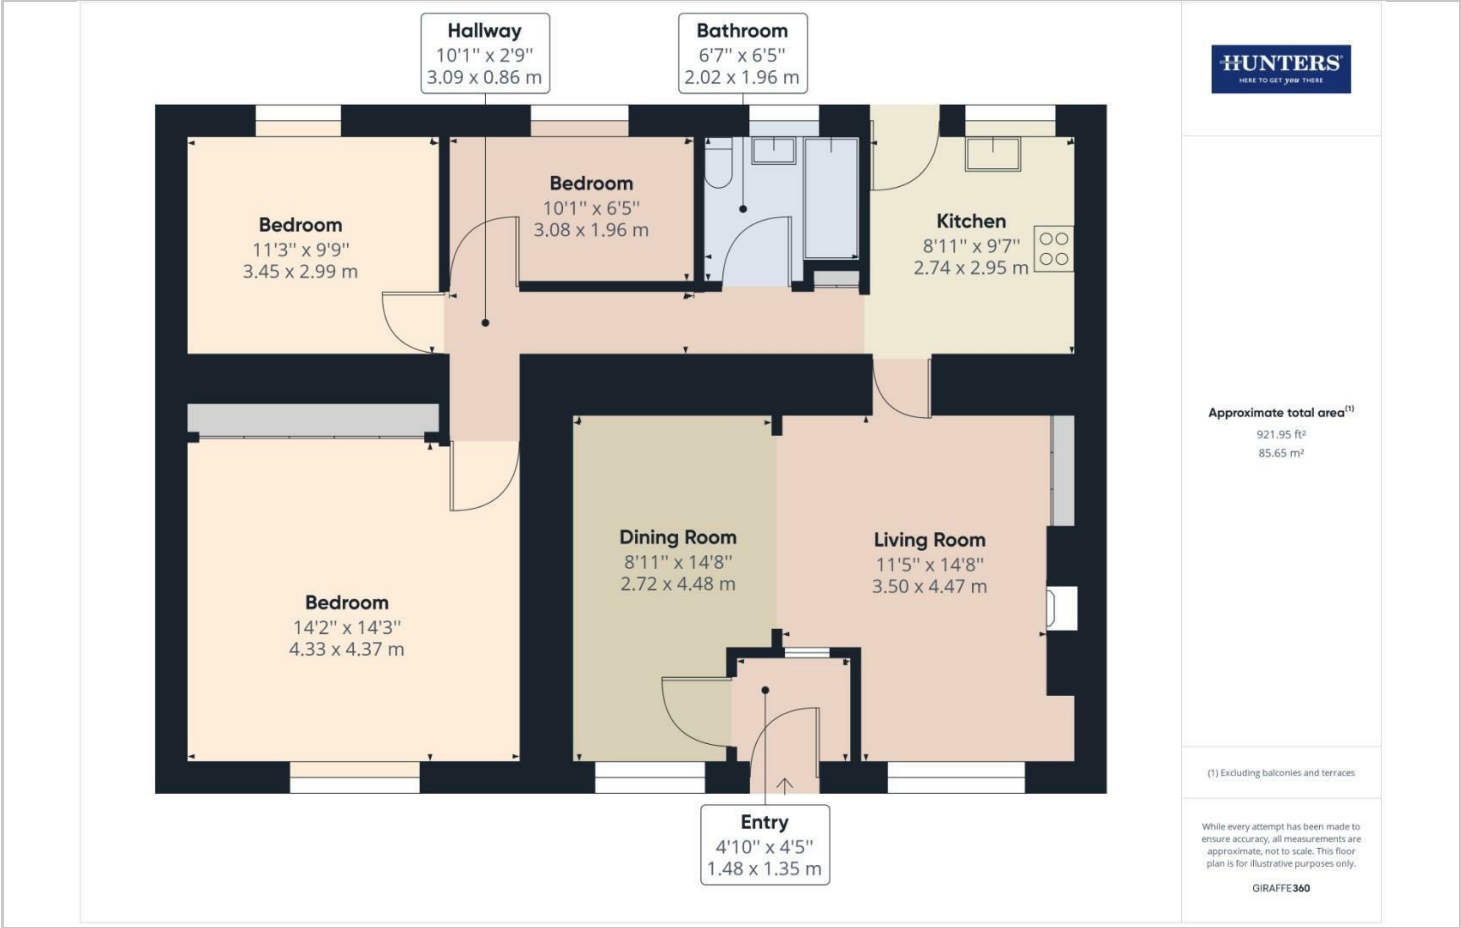 Hallway
10'1" x 2'9"
3.09 x 0.86 m
Bathroom
6'7" x 6'5"
2.02 x 1.96 m
Bedroom
11'3" x 9'9"
3.45 x 2.99 m
Bedroom
10'1" x 6'5"
3.08 x 1.96 m
Kitchen
8'11" x 9'7"
2.74 x 2.95 m
Bedroom
14'2" x 14'3"
4.33 x 4.37 m
Dining Room
8'11" x 14'8"
2.72 x 4.48 m
Living Room
11'5" x 14'8"
3.50 x 4.47 m
Entry
4'10" x 4'5"
1.48 x 1.35 m
HUNTERS
HERE TO GET you THERE
Approximate total area(1)
921.95 ft²
85.65 m²
(1) Excluding balconies and terraces
While every attempt has been made to
ensure accuracy, all measurements are
approximate, not to scale. This floor
plan is for illustrative purposes only.
GIRAFFE360